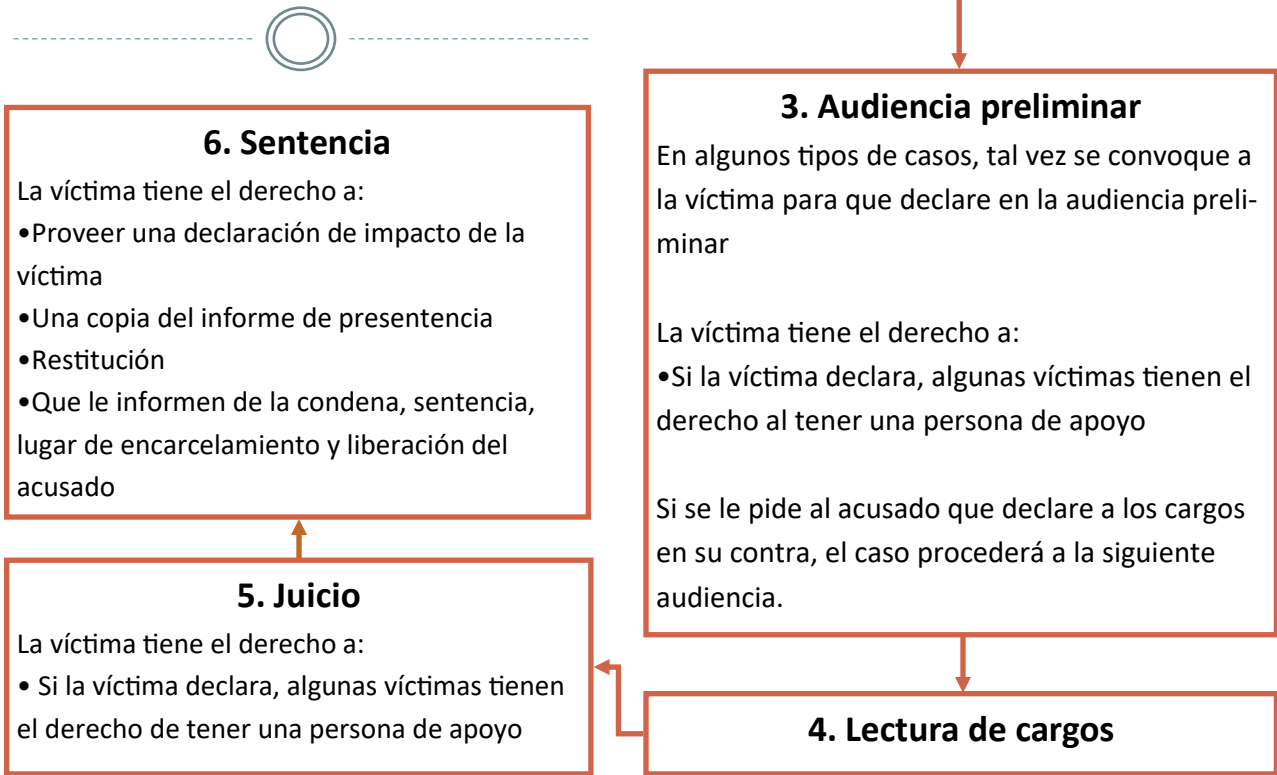 3. Audiencia preliminar
En algunos tipos de casos, tal vez se convoque a
la víctima para que declare en la audiencia preli-
minar
La víctima tiene el derecho a:
•Si la víctima declara, algunas víctimas tienen el
derecho al tener una persona de apoyo
Si se le pide al acusado que declare a los cargos
en su contra, el caso procederá a la siguiente
audiencia.
4. Lectura de cargos
5. Juicio
La víctima tiene el derecho a:
• Si la víctima declara, algunas víctimas tienen
el derecho de tener una persona de apoyo
6. Sentencia
La víctima tiene el derecho a:
•Proveer una declaración de impacto de la
víctima
•Una copia del informe de presentencia
•Restitución
•Que le informen de la condena, sentencia,
lugar de encarcelamiento y liberación del
acusado